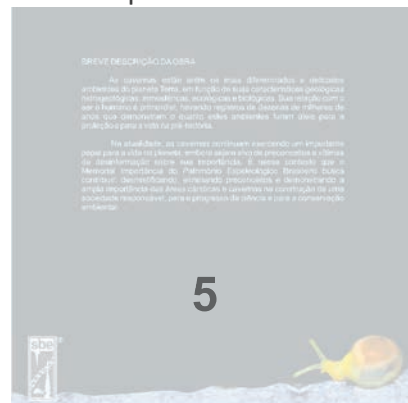 BREVE DESCRIÇÃO DA OBRA
As cavernas estão entre os mais diferenciados e delicados
ambientes do planeta Terra, em função de suas características geológicas
hidrogeológicas, atmosféricas, ecológicas e biológicas. Sua relação com o
ser humano é primordial, havendo registros de dezenas de milhares de
anos que demonstram o quanto estes ambientes foram úteis para a
proteção e para a vida na pré-história.
Na atualidade, as cavernas continuam exercendo um importante
papel para a vida no planeta, embora sejam alvo de preconceitos e vítimas
da desinformação sobre sua importância. É nesse contexto que o
Memorial Importância do Patrimônio Espeleológico Brasileiro busca
contribuir, desmistificando, eliminando preconceitos e demonstrando a
ampla importância das áreas cársticas e cavernas na construção de uma
sociedade responsável, para o progresso da ciência e para a conservação
ambiental.
5
sbe